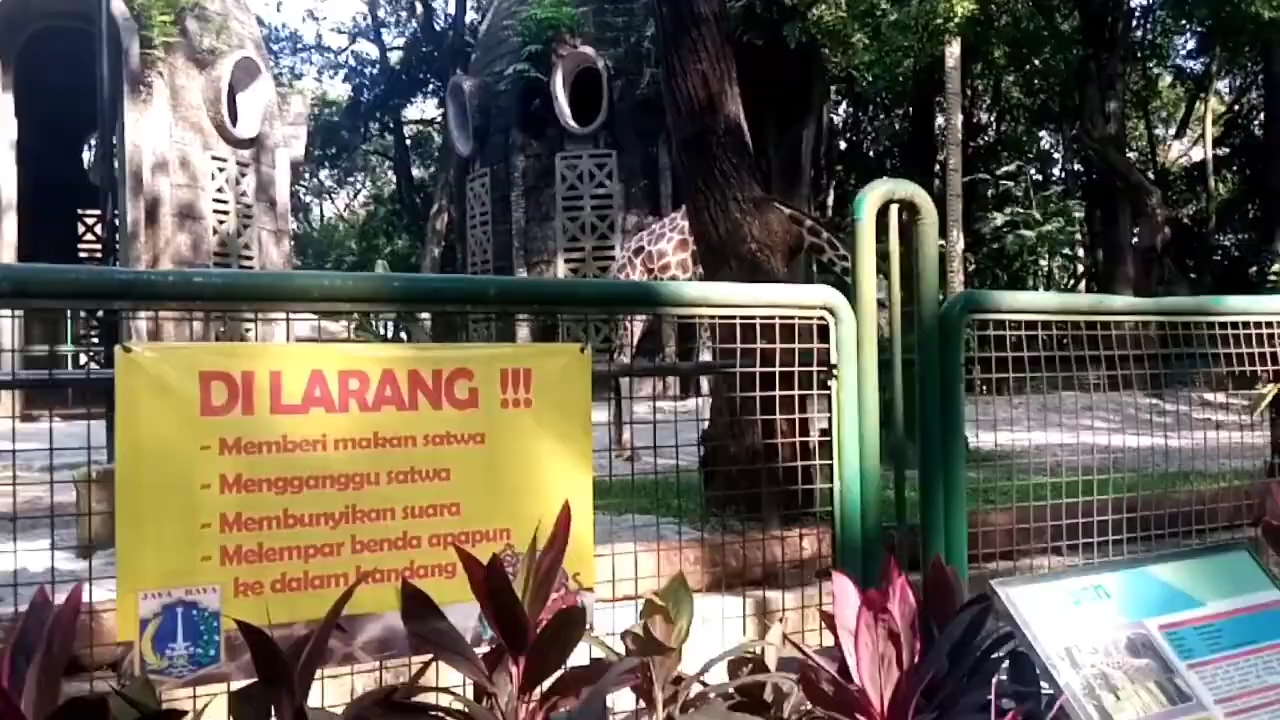 DI LARANG !!!
- Memberi makan satwa
- Mengganggu satwa
- Membunyikan suara
- Melempar benda apapun
ke dalam kandang
JAYA RAYA